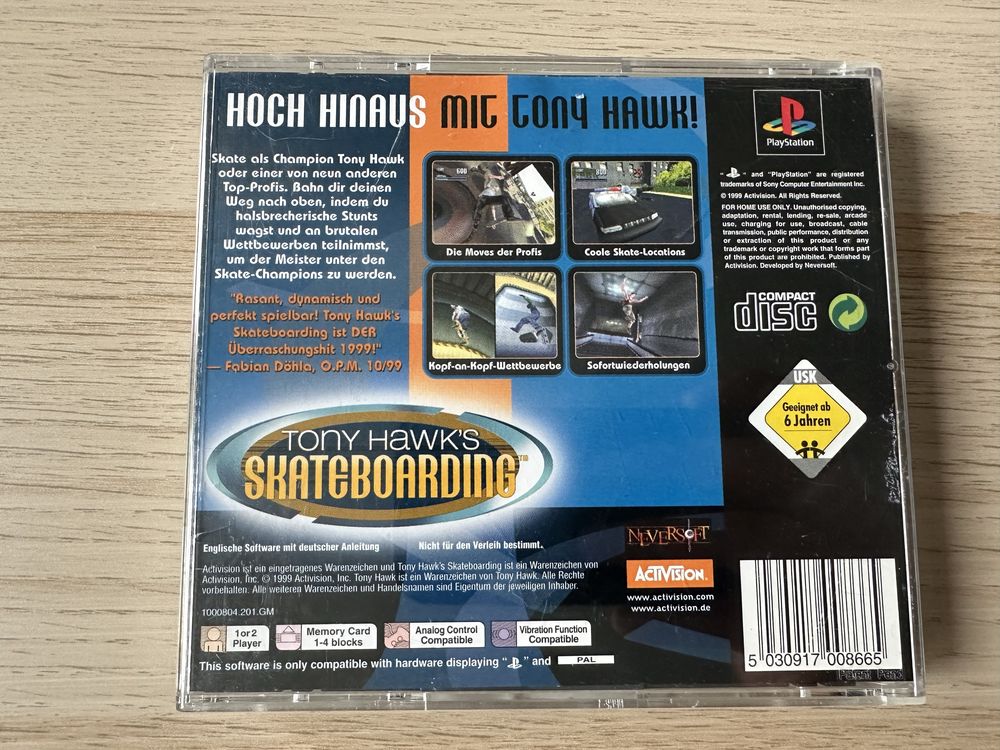 HOCH HINAUS MIT TONY HAWK!
Skate als Champion Tony Hawk
oder einer von neun anderen
Top-Profis. Bahn dir deinen
Weg nach oben, indem du
halsbrecherische Stunts
wagst und an brutalen
Wettbewerben teilnimmst,
um der Meister unter den
Skate-Champions zu werden.
"Rasant, dynamisch und
perfekt spielbar! Tony Hawk's
Skateboarding ist DER
Überraschungshit 1999!"
— Fabian Döhla, O.P.M. 10/99
Die Moves der Profis
Coole Skate-Locations
Kopf-an-Kopf-Wettbewerbe
Sofortwiederholungen
PlayStation
" " and "PlayStation" are registered
trademarks of Sony Computer Entertainment Inc.
© 1999 Activision. All Rights Reserved.
FOR HOME USE ONLY. Unauthorised copying,
adaptation, rental, lending, re-sale, arcade
use, charging for use, broadcast, cable
transmission, public performance, distribution
or extraction of this product or any
trademark or copyright work that forms part
of this product are prohibited. Published by
Activision. Developed by Neversoft.
COMPACT
disc
USK
Geeignet ab
6 Jahren
TONY HAWK'S
SKATEBOARDING™
Englische Software mit deutscher Anleitung Nicht für den Verleih bestimmt.
Activision ist ein eingetragenes Warenzeichen und Tony Hawk's Skateboarding ist ein Warenzeichen von
Activision, Inc. © 1999 Activision, Inc. Tony Hawk ist ein Warenzeichen von Tony Hawk. Alle Rechte
vorbehalten. Alle weiteren Warenzeichen und Handelsnamen sind Eigentum der jeweiligen Inhaber.
1000804.201.GM
NEVERSOFT
ACTIVISION.
www.activision.com
www.activision.de
1 or 2
Player
Memory Card
1-4 blocks
Analog Control
Compatible
Vibration Function
Compatible
This software is only compatible with hardware displaying " " and PAL
5 030917 008665
Patent Pend